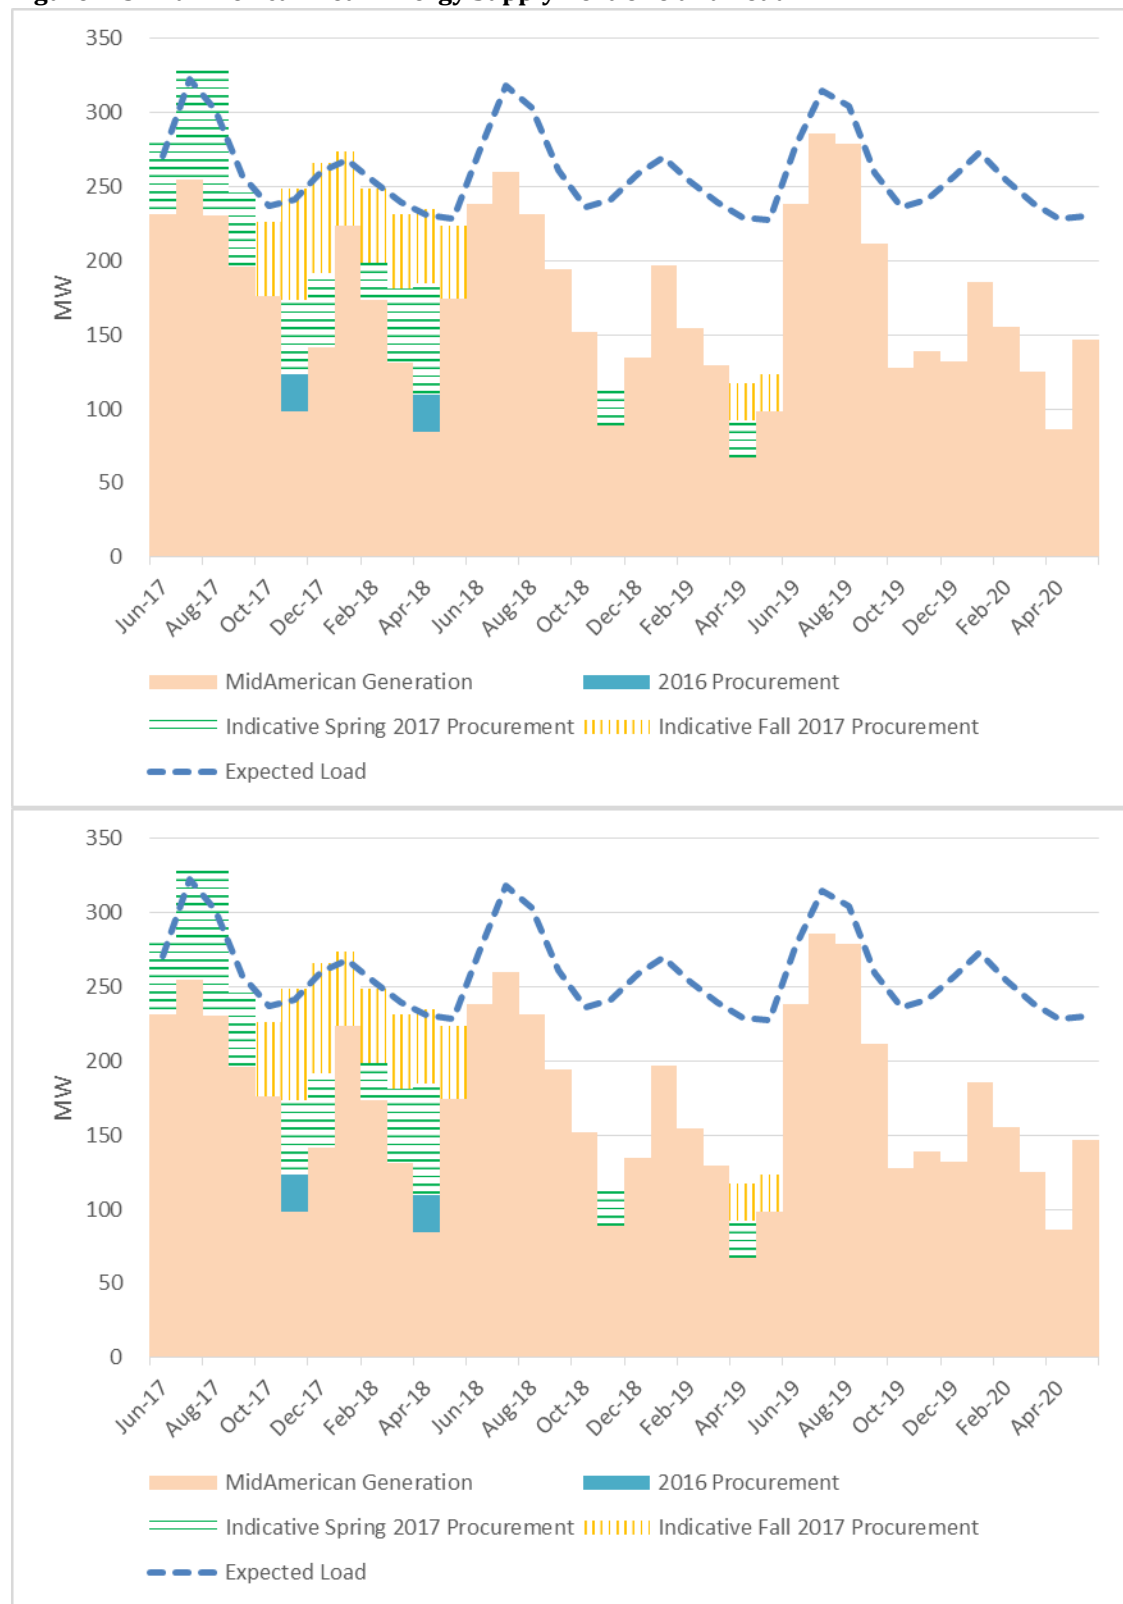 350
300
250
200
150
100
50
0
MW
Jun-17
Aug-17
Oct-17
Dec-17
Feb-18
Apr-18
Jun-18
Aug-18
Oct-18
Dec-18
Feb-19
Apr-19
Jun-19
Aug-19
Oct-19
Dec-19
Feb-20
Apr-20
MidAmerican Generation
2016 Procurement
Indicative Spring 2017 Procurement
Indicative Fall 2017 Procurement
Expected Load
350
300
250
200
150
100
50
0
MW
Jun-17
Aug-17
Oct-17
Dec-17
Feb-18
Apr-18
Jun-18
Aug-18
Oct-18
Dec-18
Feb-19
Apr-19
Jun-19
Aug-19
Oct-19
Dec-19
Feb-20
Apr-20
MidAmerican Generation
2016 Procurement
Indicative Spring 2017 Procurement
Indicative Fall 2017 Procurement
Expected Load